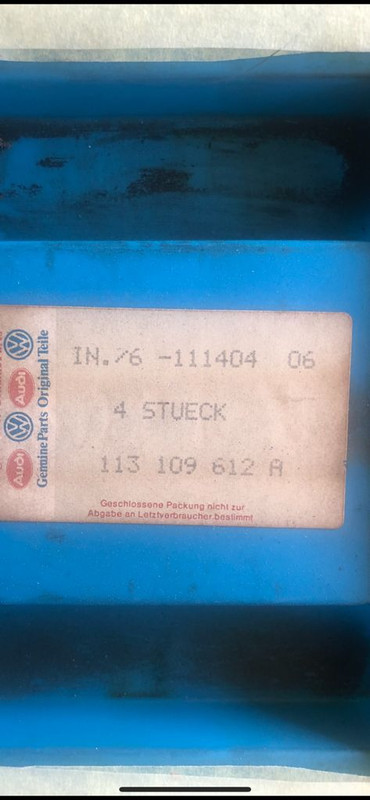 IN./6 -111404 06
4 STUECK
113 109 612 A
Geschlossene Packung nicht zur
Abgabe an Letztverbraucher bestimmt
Genuine Parts Original Teile
Audi
Audi